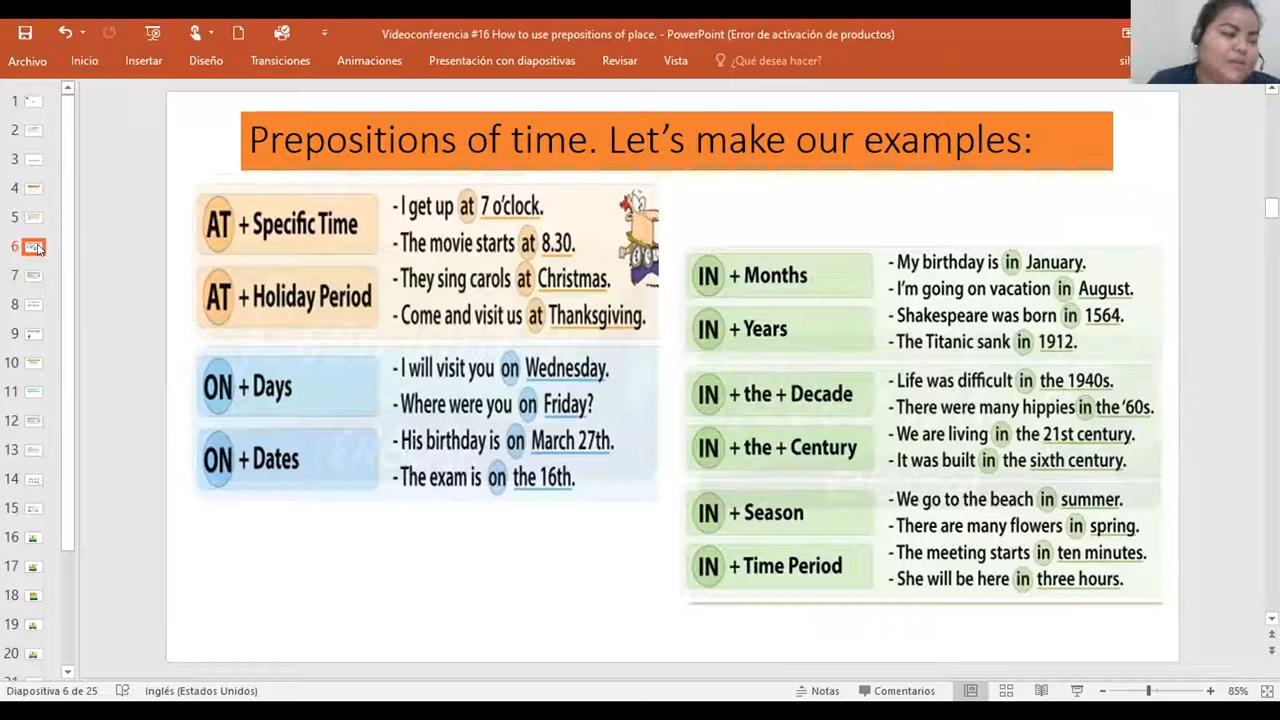 Videoconferencia #16 How to use prepositions of place. - PowerPoint (Error de activación de productos)
Archivo
Inicio
Insertar
Diseño
Transiciones
Animaciones
Presentación con diapositivas
Revisar
Vista
¿Qué desea hacer?
1
2
3
4
5
6
7
8
9
10
11
12
13
14
15
16
17
18
19
20
Prepositions of time. Let's make our examples:
AT + Specific Time
- I get up at 7 o'clock.
- The movie starts at 8.30.
AT + Holiday Period
- They sing carols at Christmas.
- Come and visit us at Thanksgiving.
ON + Days
- I will visit you on Wednesday.
- Where were you on Friday?
ON + Dates
- His birthday is on March 27th.
- The exam is on the 16th.
IN + Months
- My birthday is in January.
- I'm going on vacation in August.
IN + Years
- Shakespeare was born in 1564.
- The Titanic sank in 1912.
IN + the + Decade
- Life was difficult in the 1940s.
- There were many hippies in the '60s.
IN + the + Century
- We are living in the 21st century.
- It was built in the sixth century.
IN + Season
- We go to the beach in summer.
- There are many flowers in spring.
IN + Time Period
- The meeting starts in ten minutes.
- She will be here in three hours.
Diapositiva 6 de 25
Inglés (Estados Unidos)
Notas
Comentarios
85%